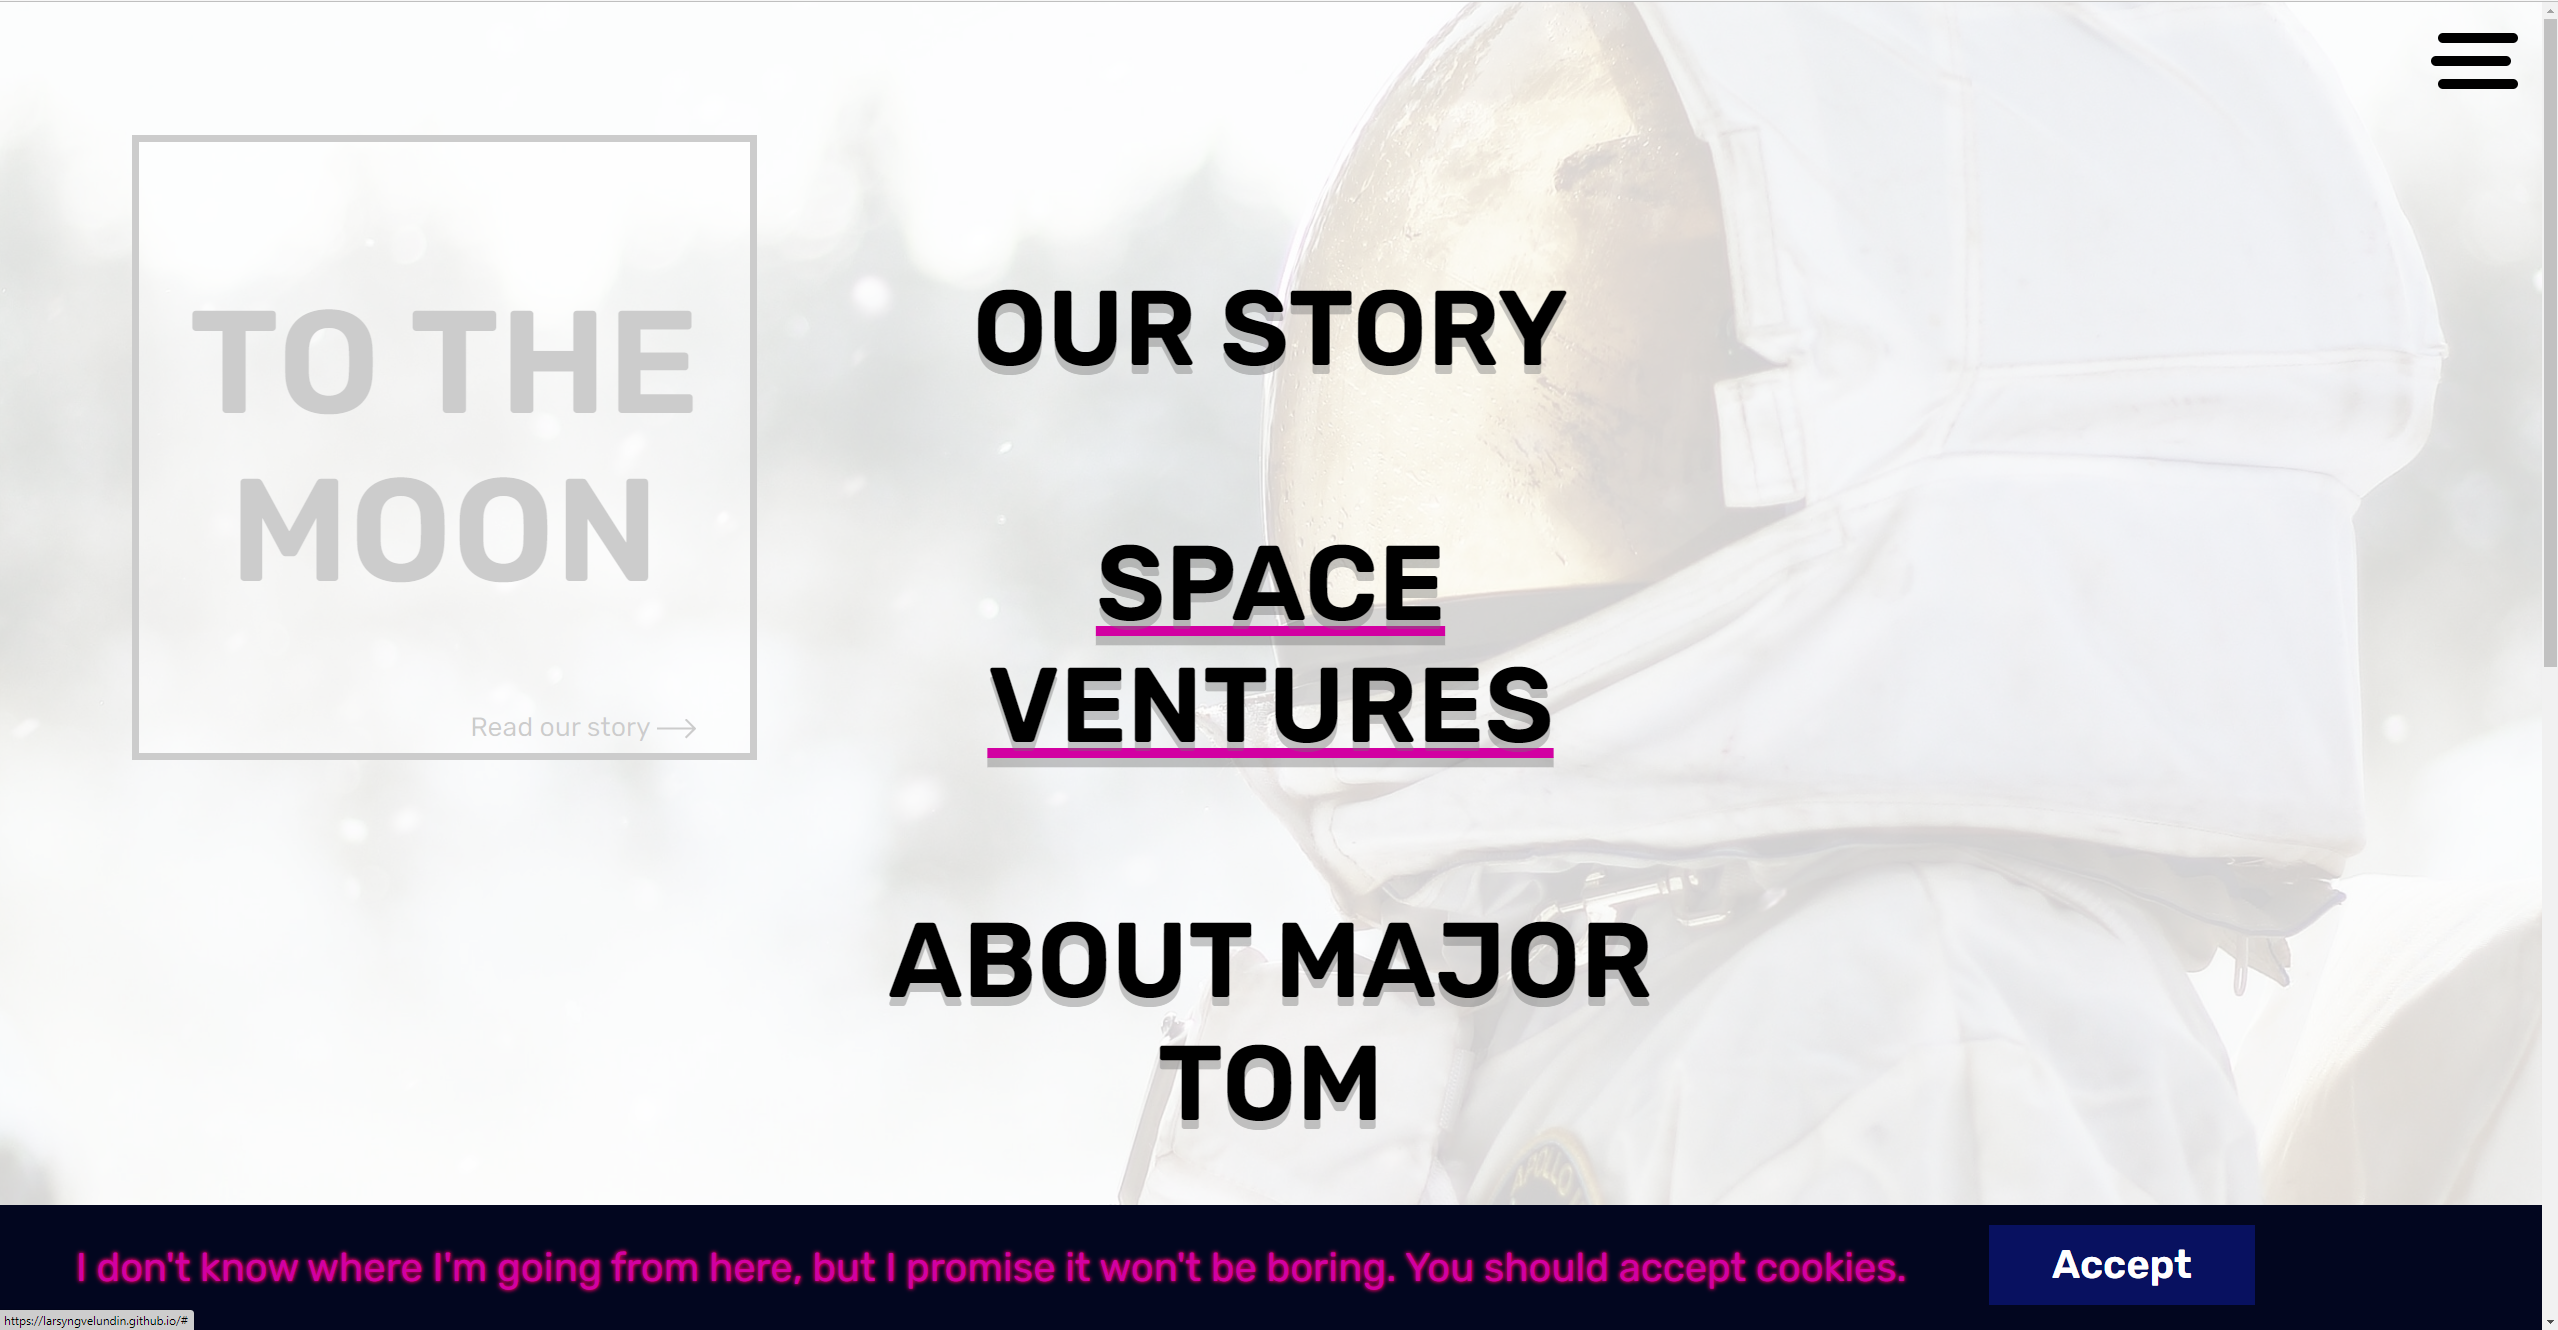 TO THE
MOON
Read our story
OUR STORY
SPACE
VENTURES
ABOUT MAJOR
TOM
APOLLO
I don't know where I'm going from here, but I promise it won't be boring. You should accept cookies.
Accept
https://larsyngvelundin.github.io/#